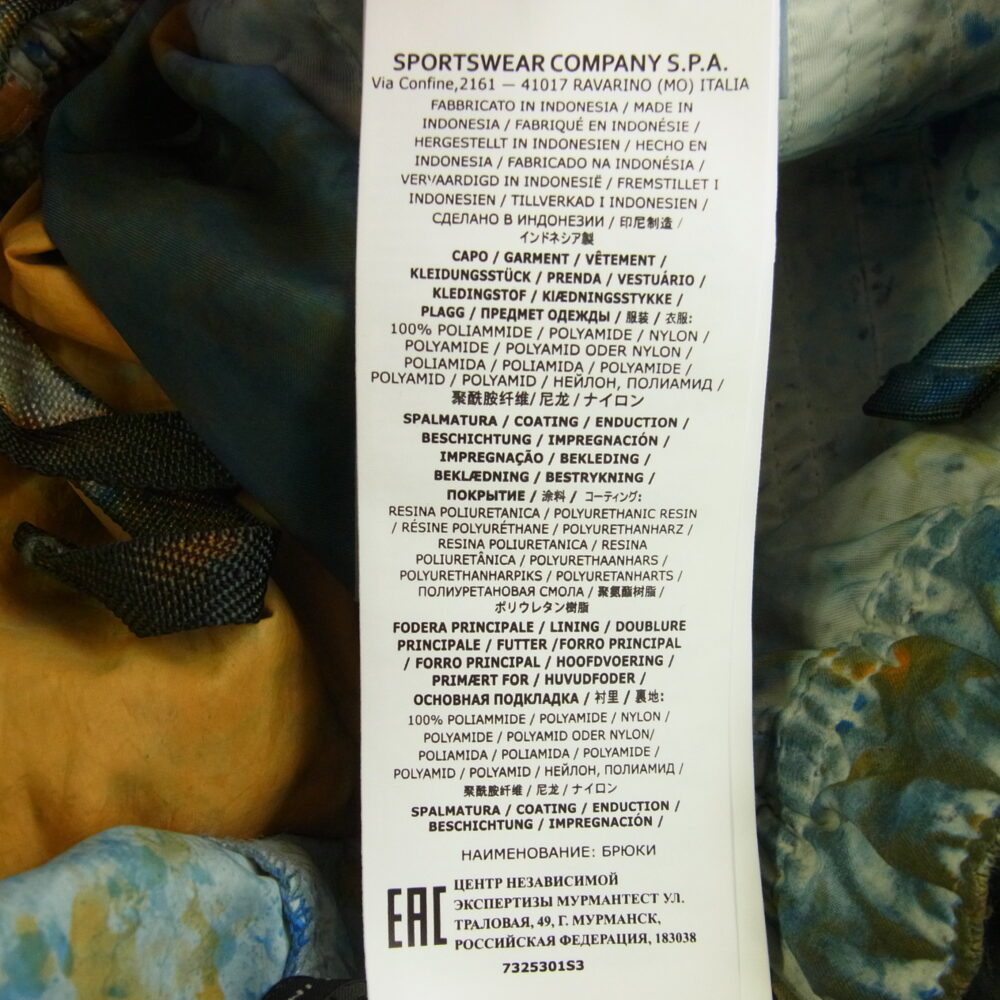 SPORTSWEAR COMPANY S.P.A.
Via Confine,2161 — 41017 RAVARINO (MO) ITALIA
FABBRICATO IN INDONESIA / MADE IN
INDONESIA / FABRIQUÉ EN INDONÉSIE /
HERGESTELLT IN INDONESIEN / HECHO EN
INDONESIA / FABRICADO NA INDONÉSIA /
VERVAARDIGD IN INDONESIË / FREMSTILLET I
INDONESIEN / TILLVERKAD I INDONESIEN /
СДЕЛАНО В ИНДОНЕЗИИ / 印尼制造 /
インドネシア製
CAPO / GARMENT / VÊTEMENT /
KLEIDUNGSSTÜCK / PRENDA / VESTUÁRIO /
KLEDINGSTOF / KIÆDNINGSSTYKKE /
PLAGG / ПРЕДМЕТ ОДЕЖДЫ / 服装 / 衣服:
100% POLIAMMIDE / POLYAMIDE / NYLON /
POLYAMIDE / POLYAMID ODER NYLON /
POLIAMIDA / POLIAMIDA / POLYAMIDE /
POLYAMID / POLYAMID / НЕЙЛОН, ПОЛИАМИД /
聚酰胺纤维/ 尼龙 / ナイロン
SPALMATURA / COATING / ENDUCTION /
BESCHICHTUNG / IMPREGNACIÓN /
IMPREGNAÇÃO / BEKLEDING /
BEKLÆDNING / BESTRYKNING /
ПОКРЫТИЕ / 涂料 / コーティング:
RESINA POLIURETANICA / POLYURETHANIC RESIN
/ RÉSINE POLYURÉTHANE / POLYURETHANHARZ /
RESINA POLIURETANICA / RESINA
POLIURETÂNICA / POLYURETHAANHARS /
POLYURETHANHARPIKS / POLYURETANHARTS /
ПОЛИУРЕТАНОВАЯ СМОЛА / 聚氨酯树脂 /
ポリウレタン樹脂
FODERA PRINCIPALE / LINING / DOUBLURE
PRINCIPALE / FUTTER /FORRO PRINCIPAL
/ FORRO PRINCIPAL / HOOFDVOERING /
PRIMÆRT FOR / HUVUDFODER /
ОСНОВНАЯ ПОДКЛАДКА / 衬里 / 裏地:
100% POLIAMMIDE / POLYAMIDE / NYLON /
POLYAMIDE / POLYAMID ODER NYLON/
POLIAMIDA / POLIAMIDA / POLYAMIDE /
POLYAMID / POLYAMID / НЕЙЛОН, ПОЛИАМИД /
聚酰胺纤维 / 尼龙 / ナイロン
SPALMATURA / COATING / ENDUCTION /
BESCHICHTUNG / IMPREGNACIÓN /
НАИМЕНОВАНИЕ: БРЮКИ
EAC
ЦЕНТР НЕЗАВИСИМОЙ
ЭКСПЕРТИЗЫ МУРМАНТЕСТ УЛ.
ТРАЛОВАЯ, 49, Г. МУРМАНСК,
РОССИЙСКАЯ ФЕДЕРАЦИЯ, 183038
7325301S3